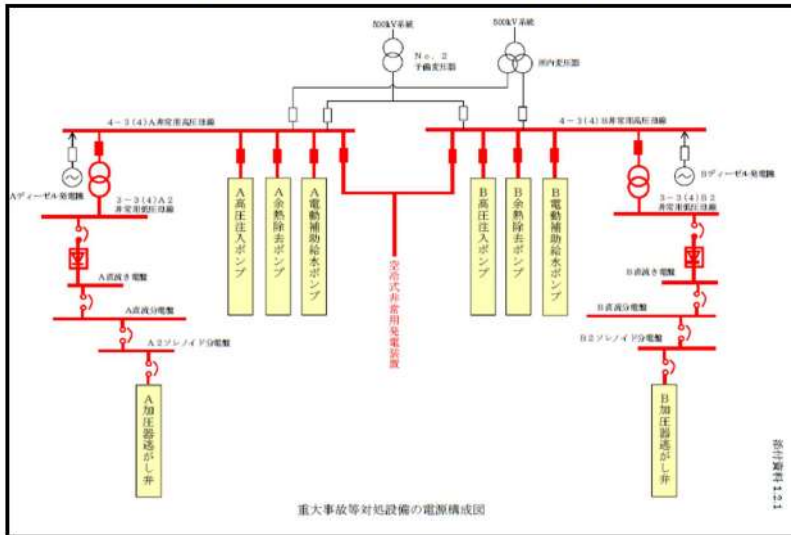 500kV系統
500kV系統
No. 2
予備変圧器
所内変圧器
4-3(4)A非常用高圧母線
4-3(4)B非常用高圧母線
Aディーゼル発電機
Bディーゼル発電機
3-3(4)A2
非常用低圧母線
3-3(4)B2
非常用低圧母線
A高圧注入ポンプ
A余熱除去ポンプ
A電動補助給水ポンプ
空冷式非常用発電装置
B高圧注入ポンプ
B余熱除去ポンプ
B電動補助給水ポンプ
A直流き電盤
B直流き電盤
A直流分電盤
B直流分電盤
A2ソレノイド分電盤
B2ソレノイド分電盤
A加圧器逃がし弁
B加圧器逃がし弁
添付資料1.2.1
重大事故等対処設備の電源構成図